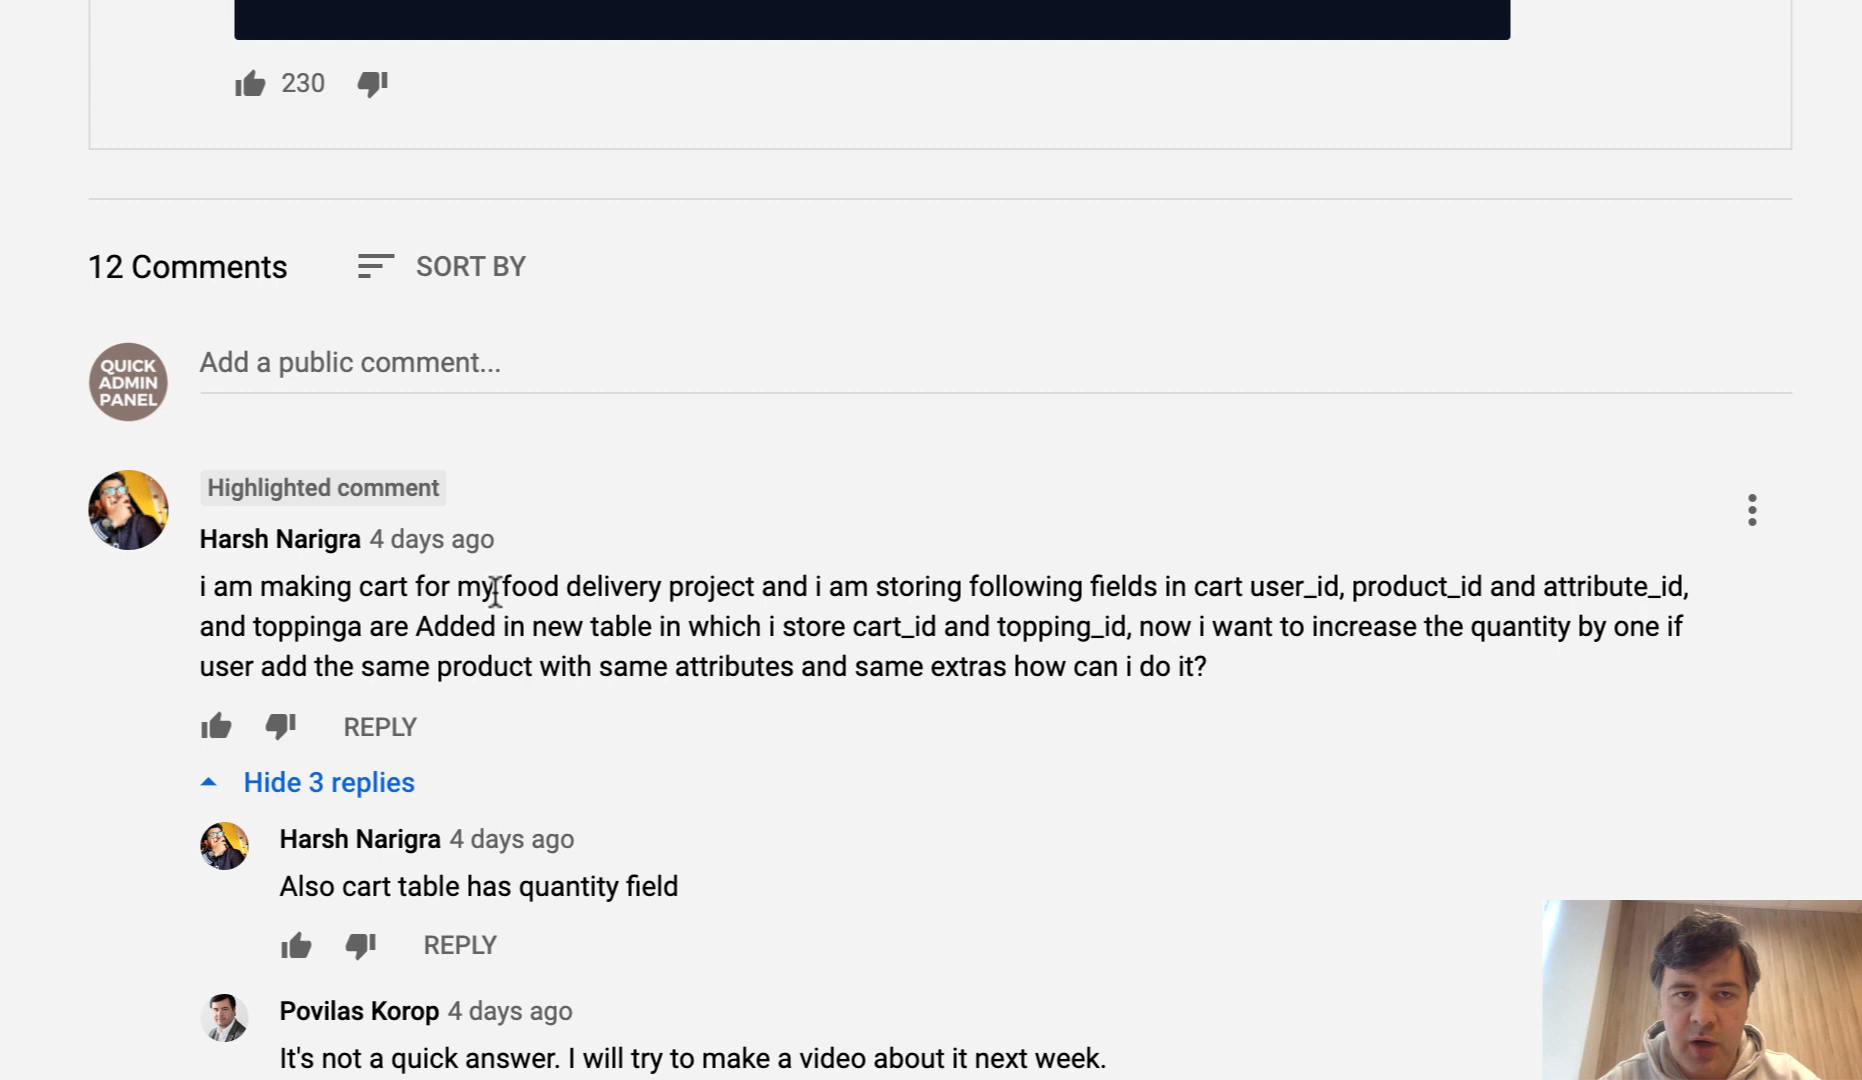 230
12 Comments
SORT BY
QUICK
ADMIN
PANEL
Add a public comment...
Highlighted comment
Harsh Narigra 4 days ago
i am making cart for my food delivery project and i am storing following fields in cart user_id, product_id and attribute_id,
and toppinga are Added in new table in which i store cart_id and topping_id, now i want to increase the quantity by one if
user add the same product with same attributes and same extras how can i do it?
REPLY
Hide 3 replies
Harsh Narigra 4 days ago
Also cart table has quantity field
REPLY
Povilas Korop 4 days ago
It's not a quick answer. I will try to make a video about it next week.